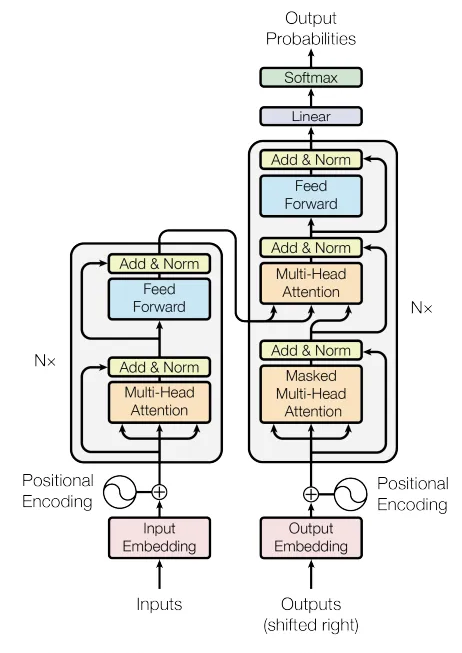 Output
Probabilities
Softmax
Linear
Add & Norm
Feed
Forward
Add & Norm
Multi-Head
Attention
Nx
Add & Norm
Masked
Multi-Head
Attention
Positional
Encoding
Output
Embedding
Outputs
(shifted right)
Add & Norm
Feed
Forward
Nx
Add & Norm
Multi-Head
Attention
Positional
Encoding
Input
Embedding
Inputs